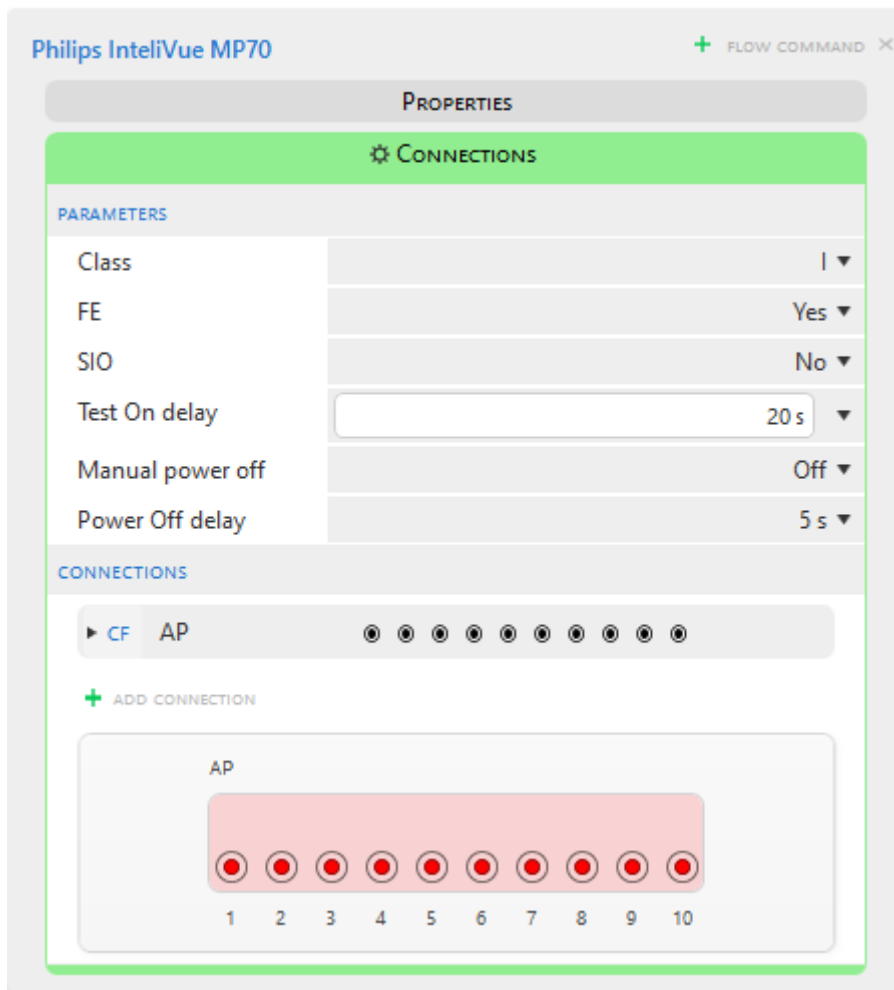 Philips InteliVue MP70
FLOW COMMAND
PROPERTIES
CONNECTIONS
PARAMETERS
Class I
FE Yes
SIO No
Test On delay 20 s
Manual power off Off
Power Off delay 5 s
CONNECTIONS
CF AP
ADD CONNECTION
AP
1 2 3 4 5 6 7 8 9 10